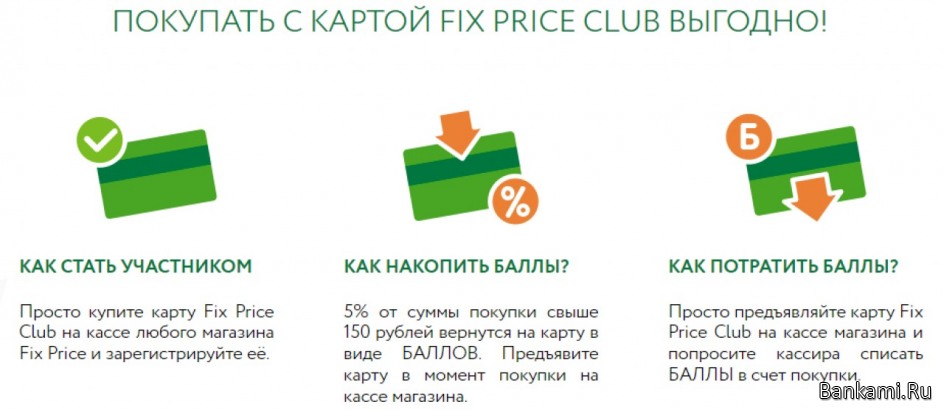 ПОКУПАТЬ С КАРТОЙ FIX PRICE CLUB ВЫГОДНО!
%
Б
КАК СТАТЬ УЧАСТНИКОМ
Просто купите карту Fix Price
Club на кассе любого магазина
Fix Price и зарегистрируйте её.
КАК НАКОПИТЬ БАЛЛЫ?
5% от суммы покупки свыше
150 рублей вернутся на карту в
виде БАЛЛОВ. Предъявите
карту в момент покупки на
кассе магазина.
КАК ПОТРАТИТЬ БАЛЛЫ?
Просто предъявляйте карту Fix
Price Club на кассе магазина и
попросите кассира списать
БАЛЛЫ в счет покупки.
Bankami.Ru